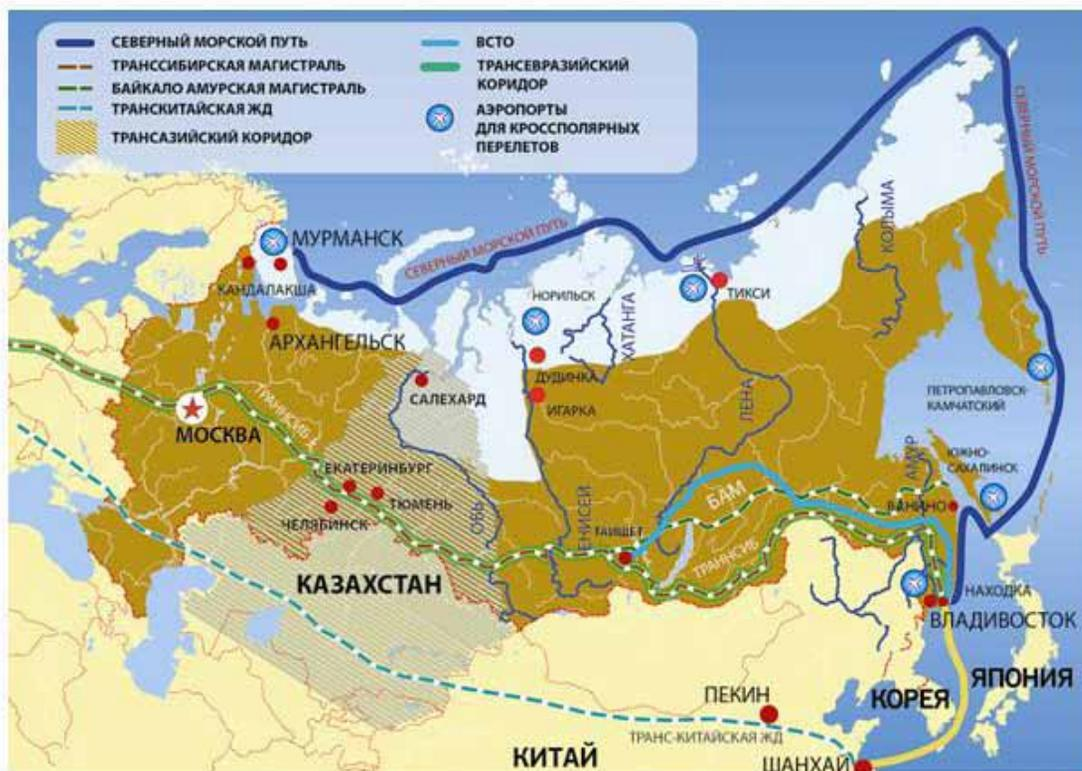 СЕВЕРНЫЙ МОРСКОЙ ПУТЬ
ТРАНССИБИРСКАЯ МАГИСТРАЛЬ
БАЙКАЛО АМУРСКАЯ МАГИСТРАЛЬ
ТРАНСКИТАЙСКАЯ ЖД
ТРАНСАЗИЙСКИЙ КОРИДОР
ВСТО
ТРАНСЕВРАЗИЙСКИЙ
КОРИДОР
АЭРОПОРТЫ
ДЛЯ КРОССПОЛЯРНЫХ
ПЕРЕЛЕТОВ
СЕВЕРНЫЙ МОРСКОЙ ПУТЬ
СЕВЕРНЫЙ МОРСКОЙ ПУТЬ
МУРМАНСК
КАНДАЛАКША
АРХАНГЕЛЬСК
НОРИЛЬСК
ХАТАНГА
ТИКСИ
КОЛЫМА
ДУДИНКА
ИГАРКА
САЛЕХАРД
ЛЕНА
ПЕТРОПАВЛОВСК-
КАМЧАТСКИЙ
МОСКВА
ТРАНССИБ
ЕКАТЕРИНБУРГ
ТЮМЕНЬ
ЧЕЛЯБИНСК
ОБЬ
ЕНИСЕЙ
ТАЙШЕТ
БАМ
ТРАНССИБ
АМУР
ЮЖНО-
САХАЛИНСК
ВАНИНО
КАЗАХСТАН
НАХОДКА
ВЛАДИВОСТОК
ЯПОНИЯ
КОРЕЯ
ПЕКИН
ТРАНС-КИТАЙСКАЯ ЖД
КИТАЙ
ШАНХАЙ